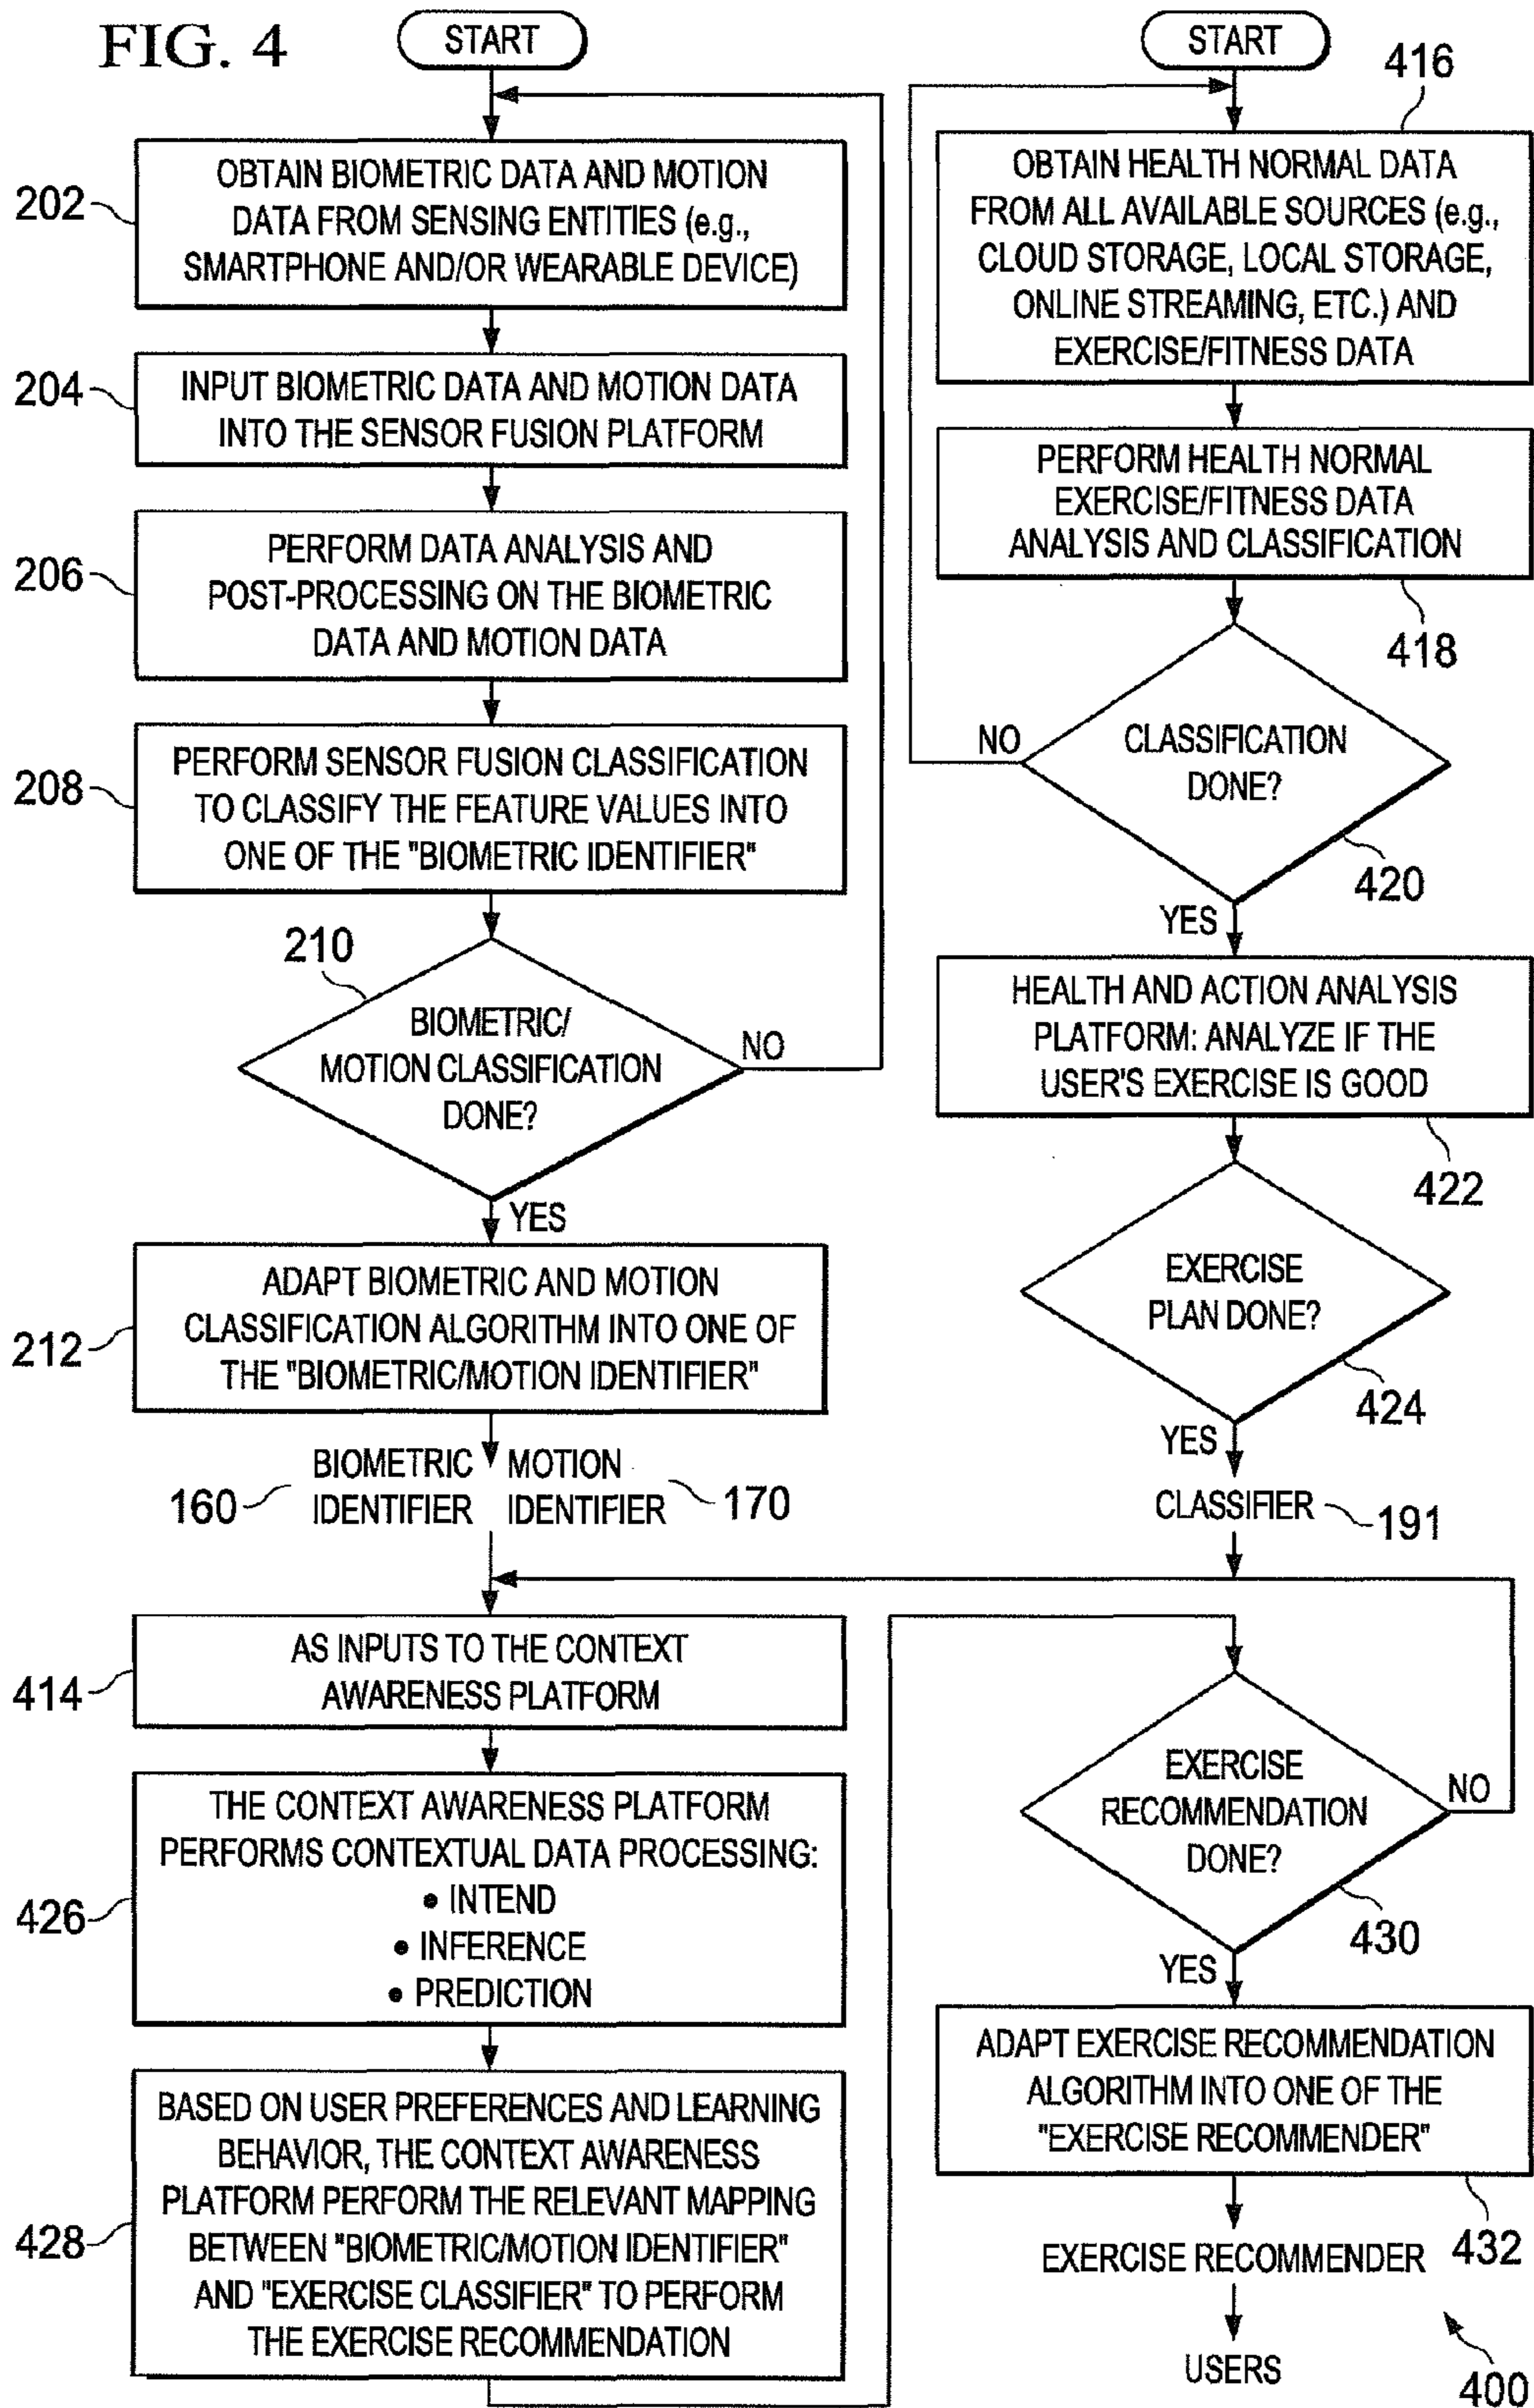 FIG. 4
START
202
OBTAIN BIOMETRIC DATA AND MOTION
DATA FROM SENSING ENTITIES (e.g.,
SMARTPHONE AND/OR WEARABLE DEVICE)
204
INPUT BIOMETRIC DATA AND MOTION DATA
INTO THE SENSOR FUSION PLATFORM
206
PERFORM DATA ANALYSIS AND
POST-PROCESSING ON THE BIOMETRIC
DATA AND MOTION DATA
208
PERFORM SENSOR FUSION CLASSIFICATION
TO CLASSIFY THE FEATURE VALUES INTO
ONE OF THE "BIOMETRIC IDENTIFIER"
210
BIOMETRIC/
MOTION CLASSIFICATION
DONE?
NO
YES
212
ADAPT BIOMETRIC AND MOTION
CLASSIFICATION ALGORITHM INTO ONE OF
THE "BIOMETRIC/MOTION IDENTIFIER"
BIOMETRIC
IDENTIFIER
160
MOTION
IDENTIFIER
170
414
AS INPUTS TO THE CONTEXT
AWARENESS PLATFORM
426
THE CONTEXT AWARENESS PLATFORM
PERFORMS CONTEXTUAL DATA PROCESSING:
• INTEND
• INFERENCE
• PREDICTION
428
BASED ON USER PREFERENCES AND LEARNING
BEHAVIOR, THE CONTEXT AWARENESS
PLATFORM PERFORM THE RELEVANT MAPPING
BETWEEN "BIOMETRIC/MOTION IDENTIFIER"
AND "EXERCISE CLASSIFIER" TO PERFORM
THE EXERCISE RECOMMENDATION
START
416
OBTAIN HEALTH NORMAL DATA
FROM ALL AVAILABLE SOURCES (e.g.,
CLOUD STORAGE, LOCAL STORAGE,
ONLINE STREAMING, ETC.) AND
EXERCISE/FITNESS DATA
PERFORM HEALTH NORMAL
EXERCISE/FITNESS DATA
ANALYSIS AND CLASSIFICATION
418
NO
CLASSIFICATION
DONE?
420
YES
HEALTH AND ACTION ANALYSIS
PLATFORM: ANALYZE IF THE
USER'S EXERCISE IS GOOD
422
EXERCISE
PLAN DONE?
424
YES
CLASSIFIER
191
EXERCISE
RECOMMENDATION
DONE?
NO
430
YES
ADAPT EXERCISE RECOMMENDATION
ALGORITHM INTO ONE OF THE
"EXERCISE RECOMMENDER"
432
EXERCISE RECOMMENDER
USERS
400